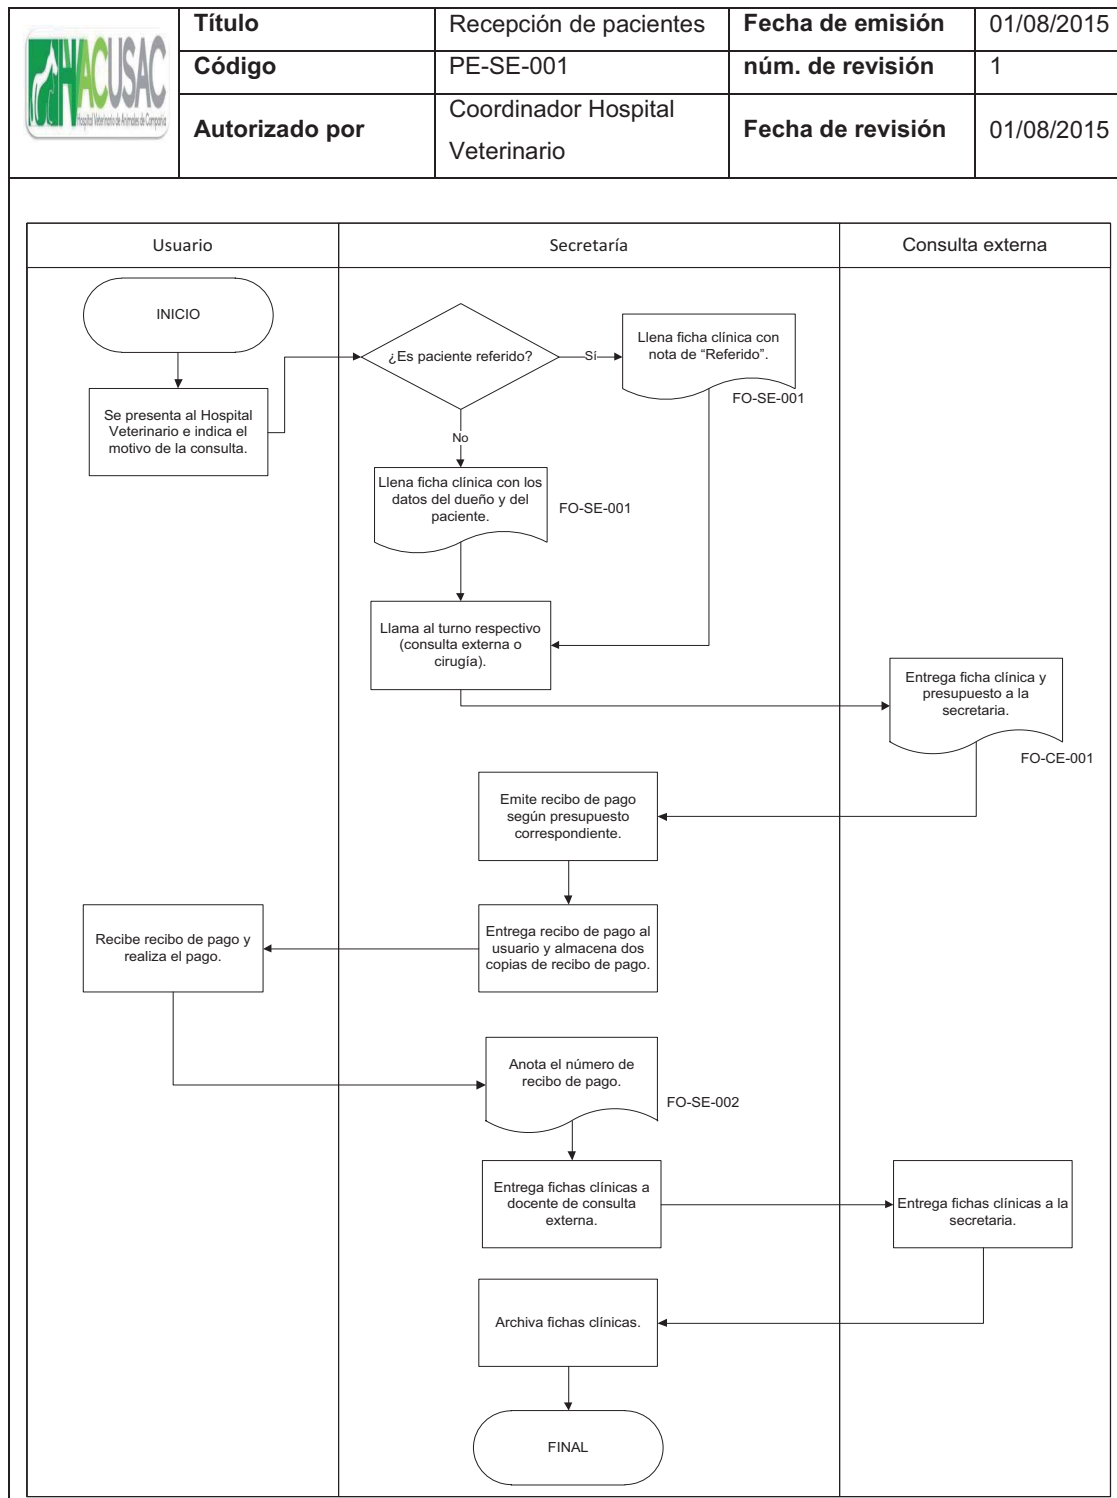 HVACUSAC
Hospital Veterinario de Animales de Compañía
Título
Recepción de pacientes
Fecha de emisión
01/08/2015
Código
PE-SE-001
núm. de revisión
1
Autorizado por
Coordinador Hospital
Veterinario
Fecha de revisión
01/08/2015
Usuario
Secretaría
Consulta externa
INICIO
Se presenta al Hospital
Veterinario e indica el
motivo de la consulta.
¿Es paciente referido?
Sí
Llena ficha clínica con
nota de “Referido”.
FO-SE-001
No
Llena ficha clínica con los
datos del dueño y del
paciente.
FO-SE-001
Llama al turno respectivo
(consulta externa o
cirugía).
Entrega ficha clínica y
presupuesto a la
secretaria.
FO-CE-001
Emite recibo de pago
según presupuesto
correspondiente.
Entrega recibo de pago al
usuario y almacena dos
copias de recibo de pago.
Recibe recibo de pago y
realiza el pago.
Anota el número de
recibo de pago.
FO-SE-002
Entrega fichas clínicas a
docente de consulta
externa.
Entrega fichas clínicas a la
secretaria.
Archiva fichas clínicas.
FINAL